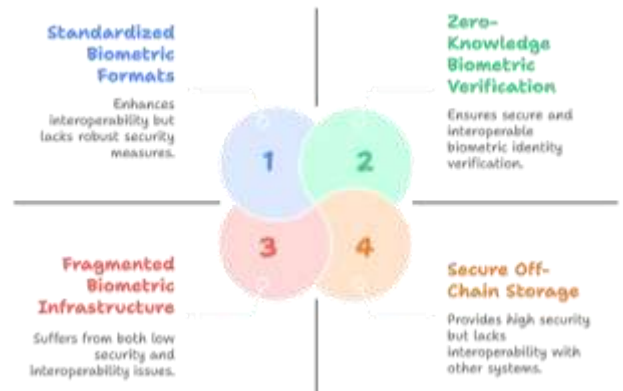 Standardized
Biometric
Formats
Enhances
interoperability but
lacks robust security
measures.
Zero-
Knowledge
Biometric
Verification
Ensures secure and
interoperable
biometric identity
verification.
1
2
3
4
Fragmented
Biometric
Infrastructure
Suffers from both low
security and
interoperability issues.
Secure Off-
Chain Storage
Provides high security
but lacks
interoperability with
other systems.